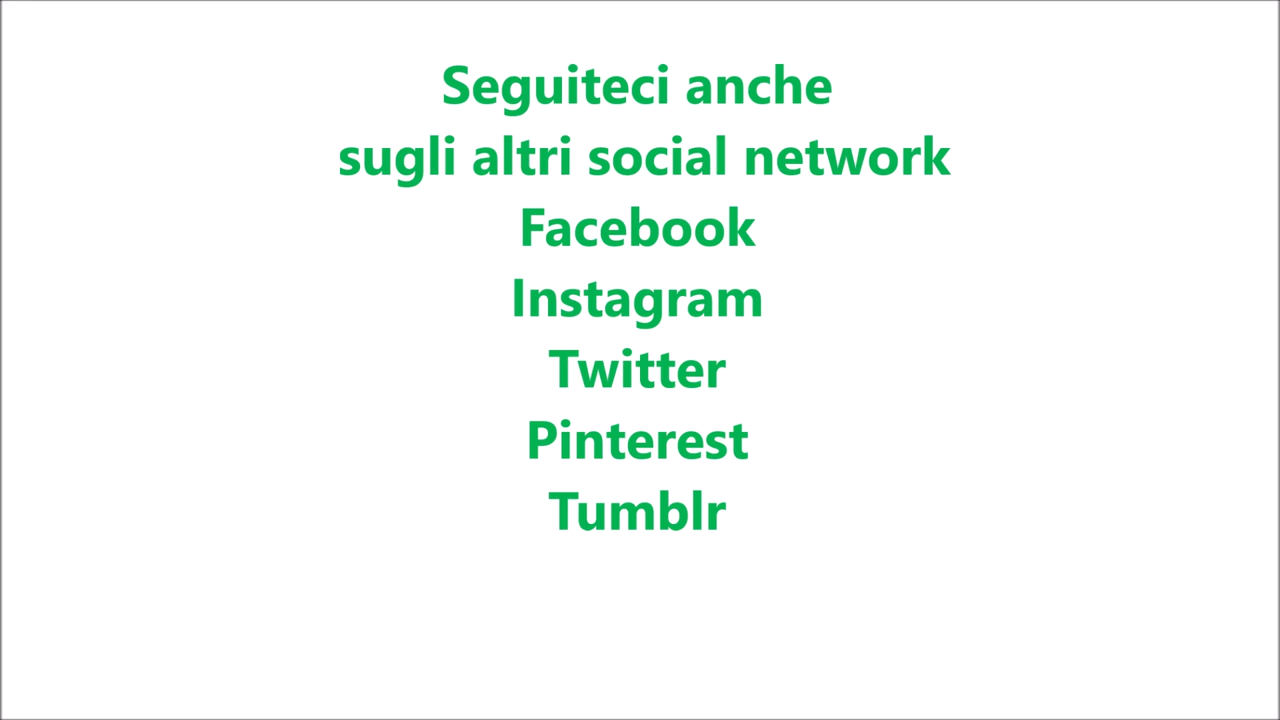 Seguiteci anche
sugli altri social network
Facebook
Instagram
Twitter
Pinterest
Tumblr